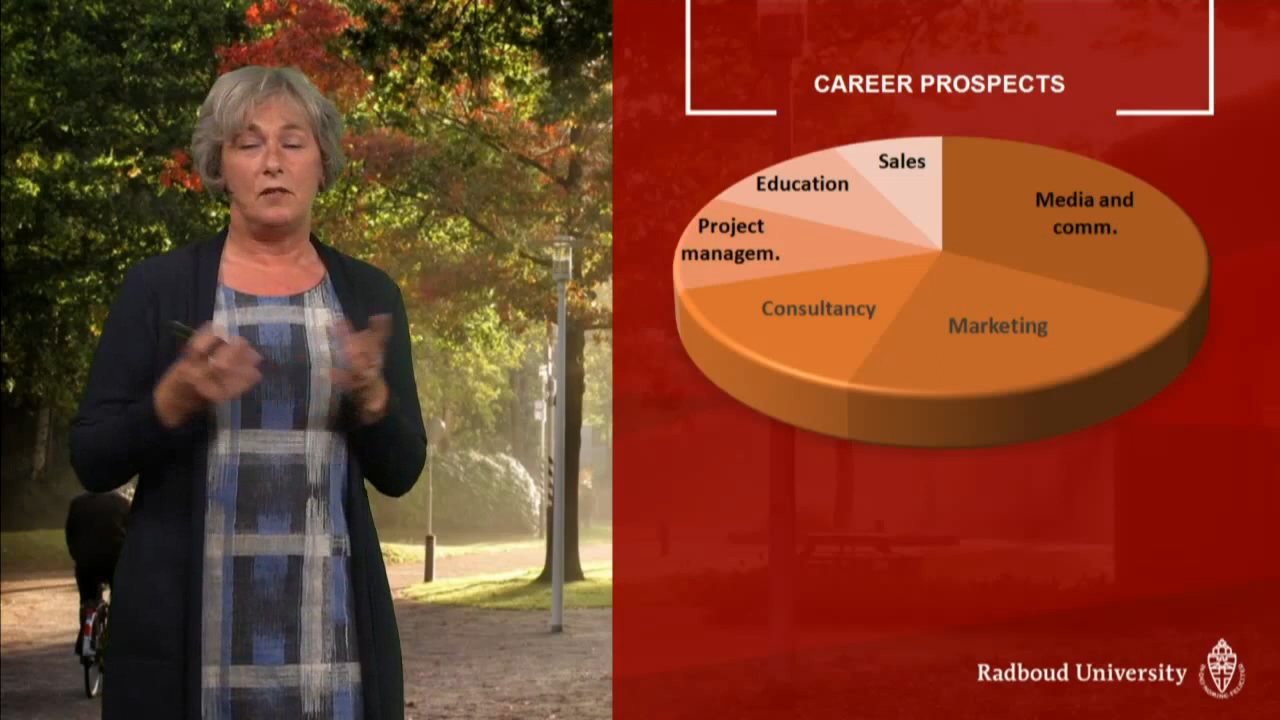 CAREER PROSPECTS
Sales
Education
Media and
comm.
Project
managem.
Consultancy
Marketing
Radboud University